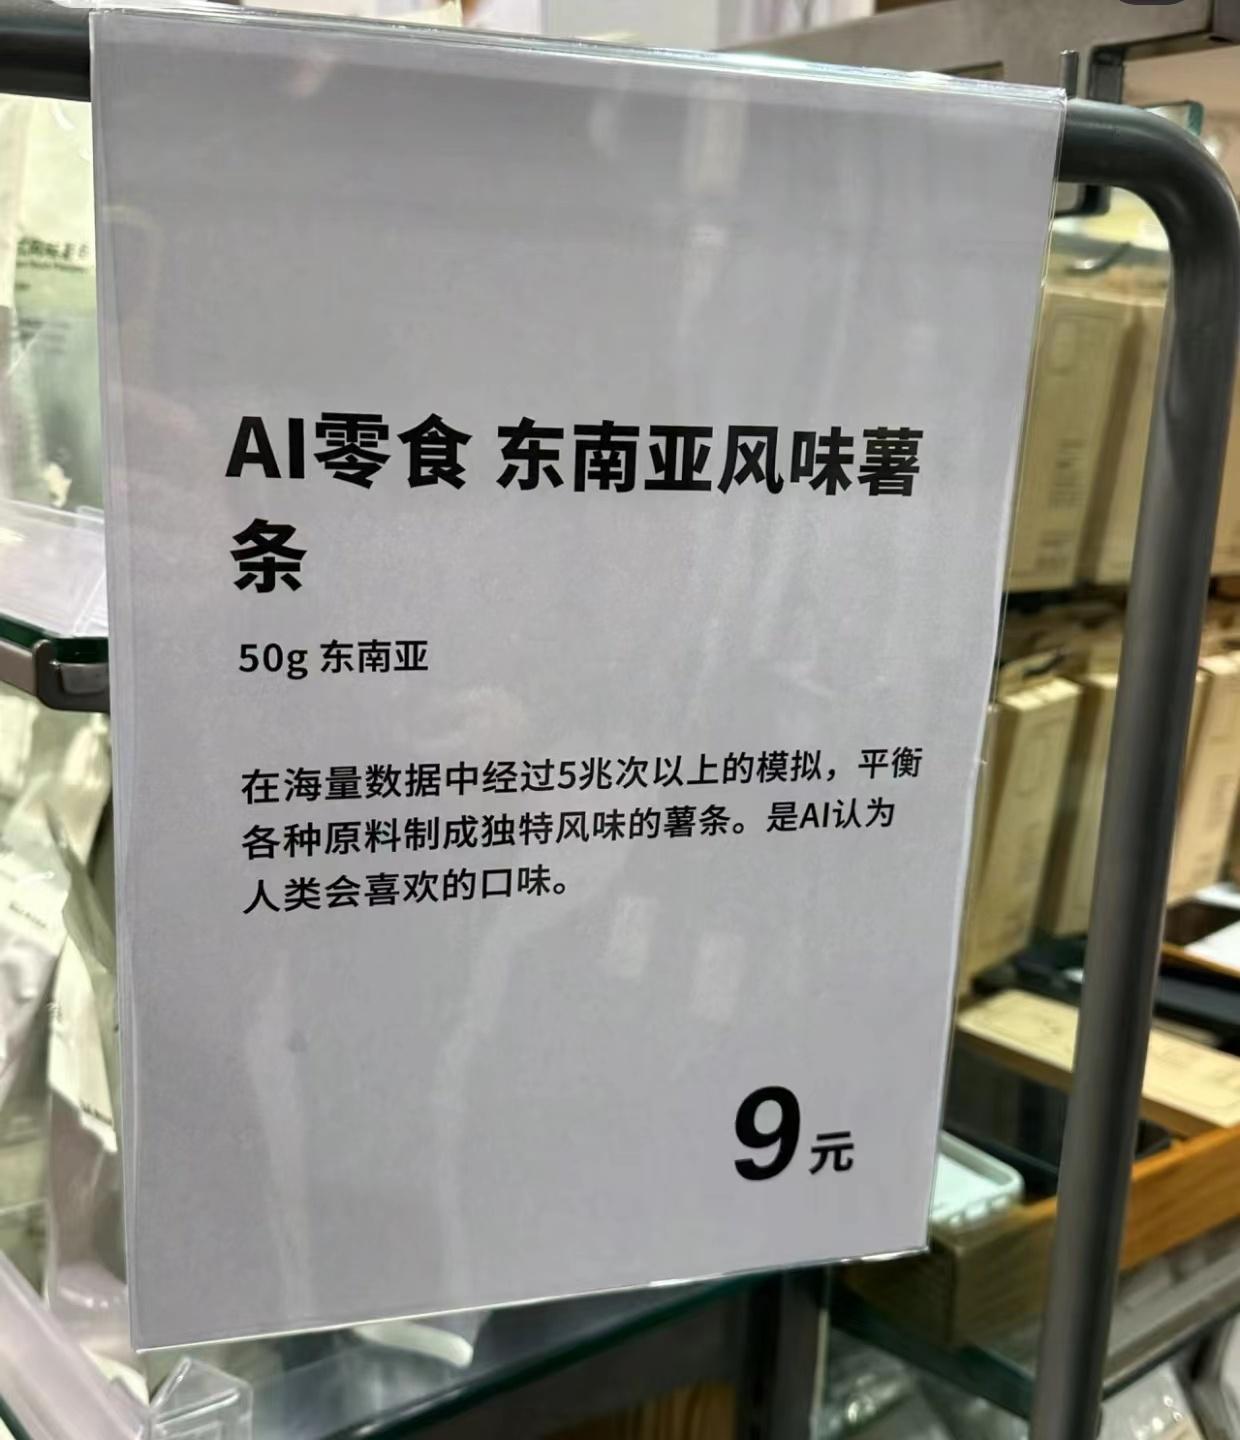 AI零食 东南亚风味薯
条
50g 东南亚
在海量数据中经过5兆次以上的模拟，平衡
各种原料制成独特风味的薯条。是AI认为
人类会喜欢的口味。
9元